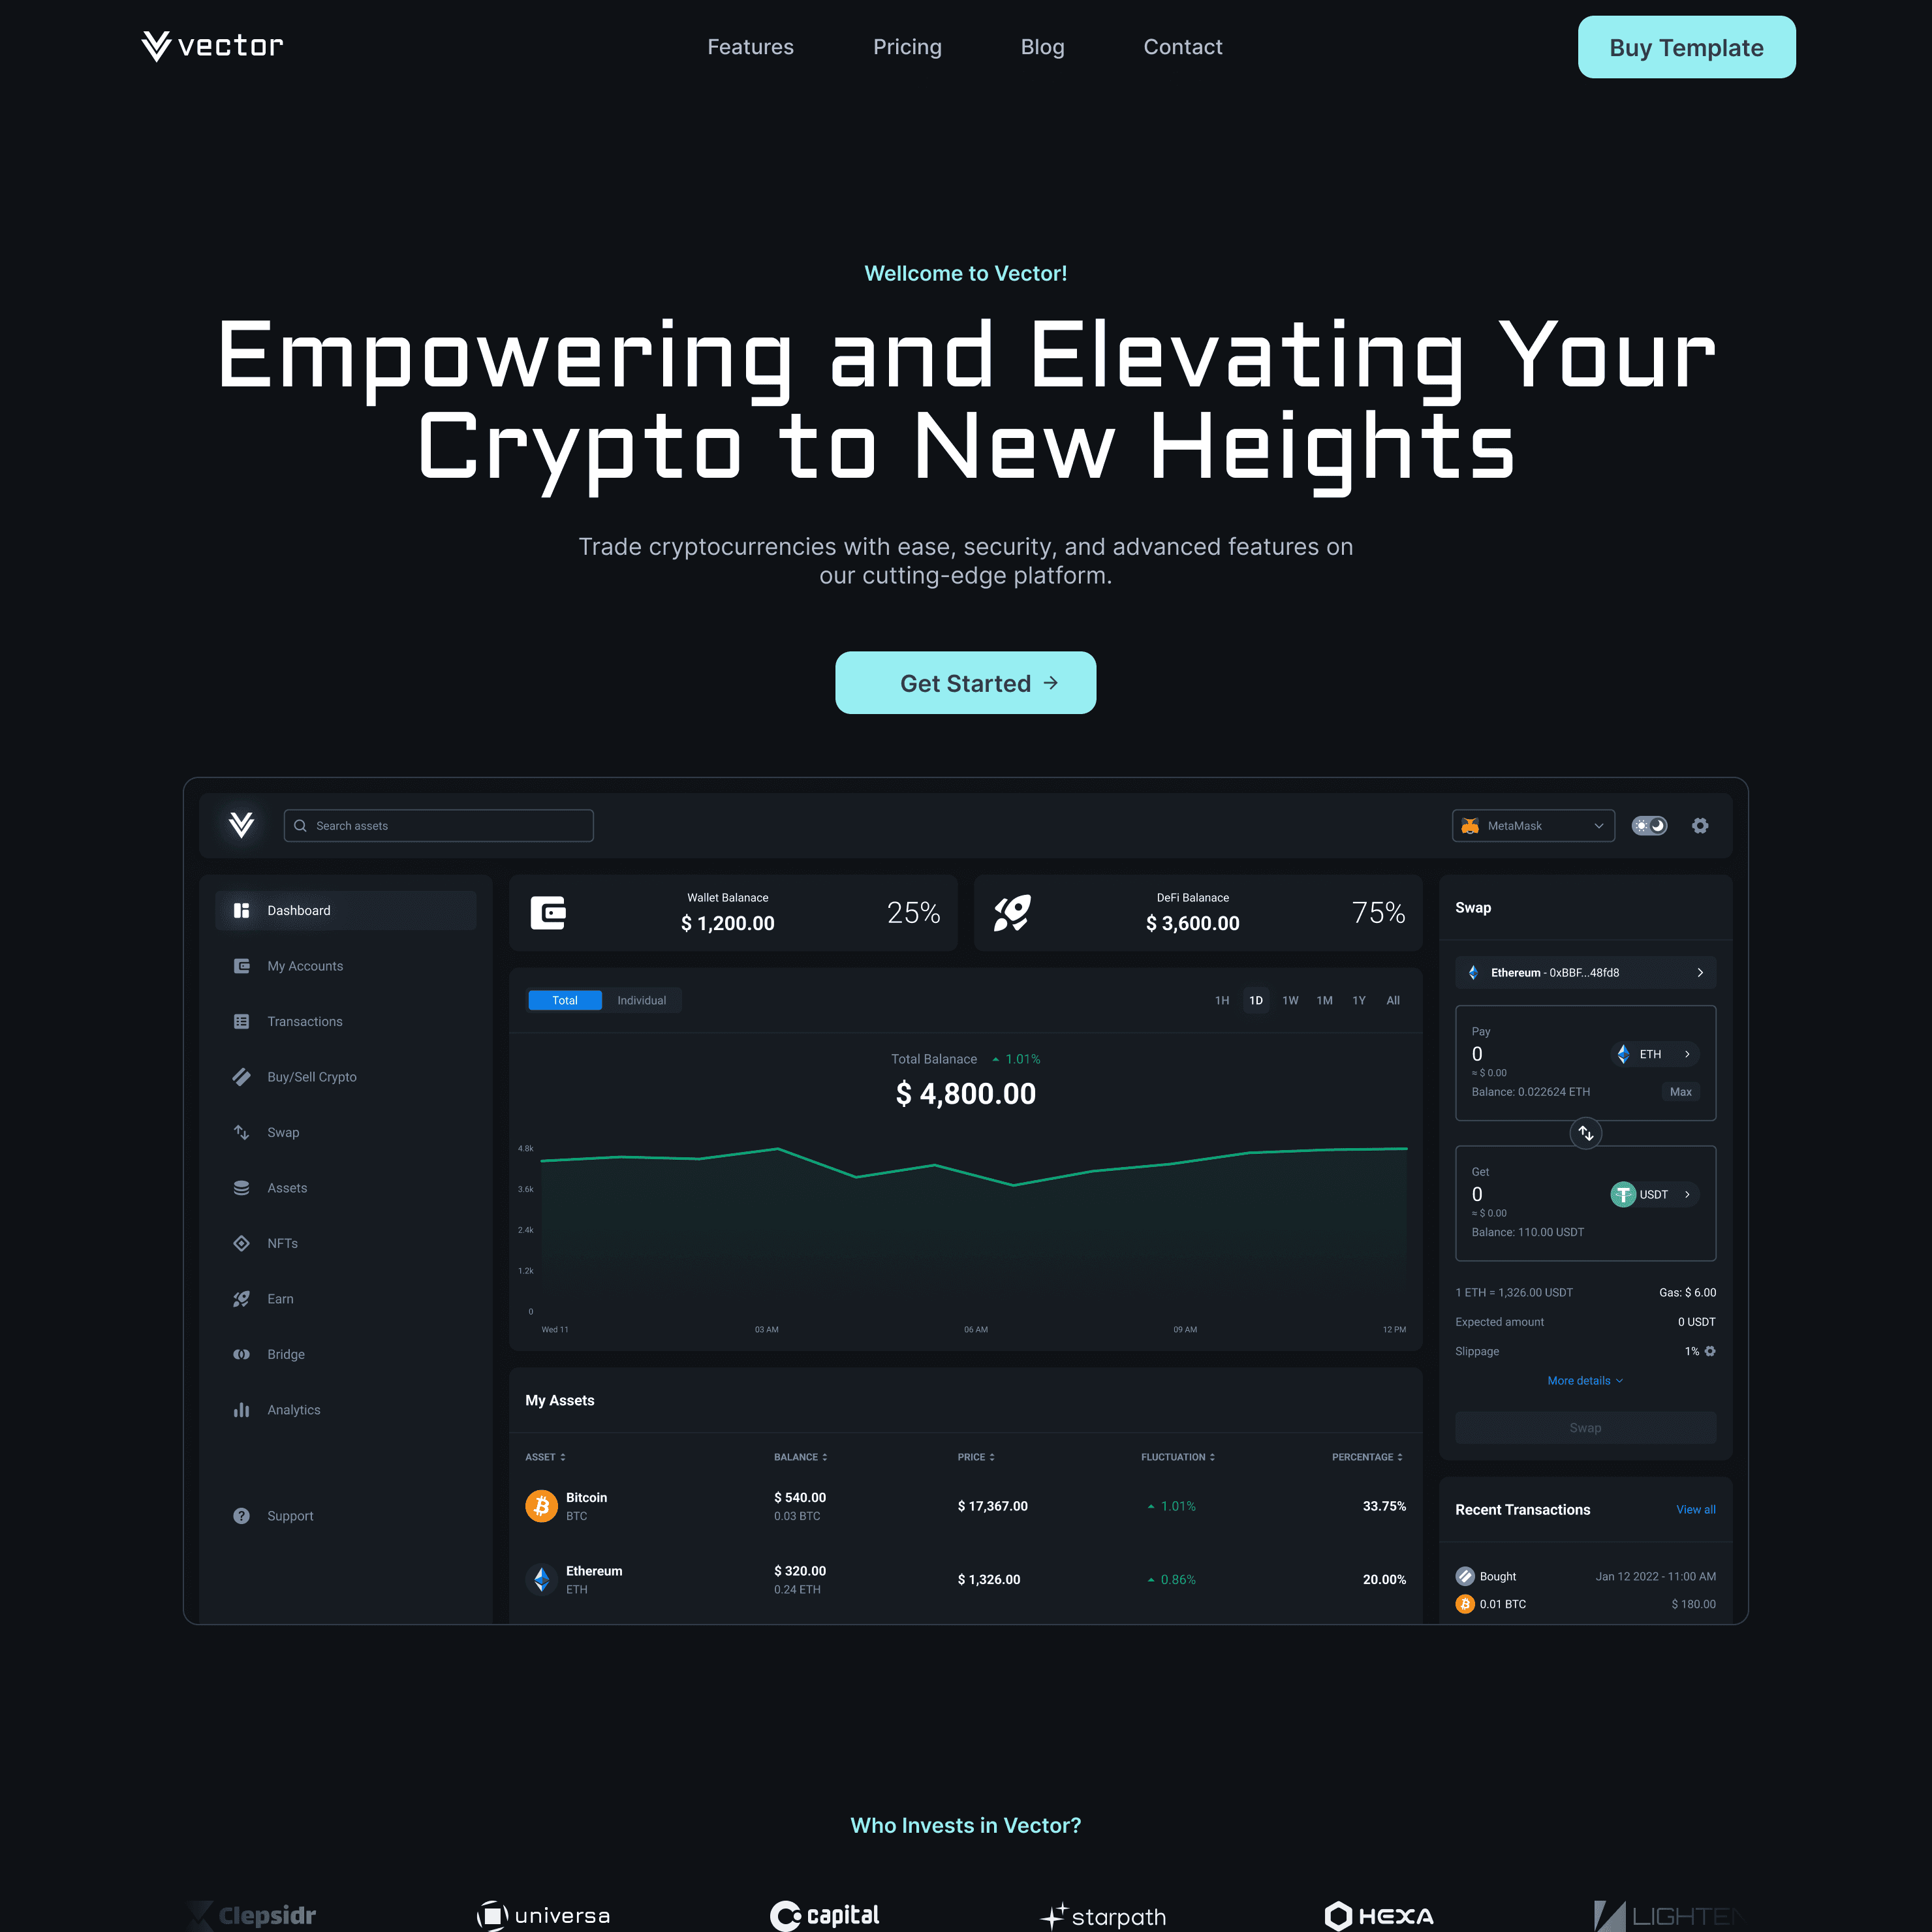 vector
Features
Pricing
Blog
Contact
Buy Template
Wellcome to Vector!
Empowering and Elevating Your
Crypto to New Heights
Trade cryptocurrencies with ease, security, and advanced features on
our cutting-edge platform.
Get Started →
Search assets
MetaMask
Dashboard
My Accounts
Transactions
Buy/Sell Crypto
Swap
Assets
NFTs
Earn
Bridge
Analytics
Support
Wallet Balanace
$ 1,200.00
25%
DeFi Balanace
$ 3,600.00
75%
Total
Individual
1H 1D 1W 1M 1Y All
Total Balanace 1.01%
$ 4,800.00
4.8k
3.6k
2.4k
1.2k
0
Wed 11 03 AM 06 AM 09 AM 12 PM
My Assets
ASSET BALANCE PRICE FLUCTUATION PERCENTAGE
Bitcoin
BTC
$ 540.00
0.03 BTC
$ 17,367.00
1.01%
33.75%
Ethereum
ETH
$ 320.00
0.24 ETH
$ 1,326.00
0.86%
20.00%
Swap
Ethereum - 0xBBF...48fd8
Pay
0
≈ $ 0.00
Balance: 0.022624 ETH
ETH
Max
Get
0
≈ $ 0.00
Balance: 110.00 USDT
USDT
1 ETH = 1,326.00 USDT Gas: $ 6.00
Expected amount 0 USDT
Slippage 1%
More details
Swap
Recent Transactions View all
Bought Jan 12 2022 - 11:00 AM
0.01 BTC $ 180.00
Who Invests in Vector?
Clepsidr
universa
capital
starpath
HEXA
LIGHTEN